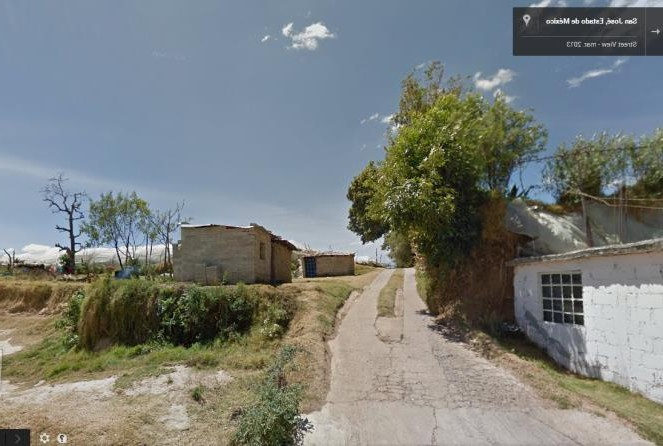 San José, Estado de México
Street View - mar. 2013